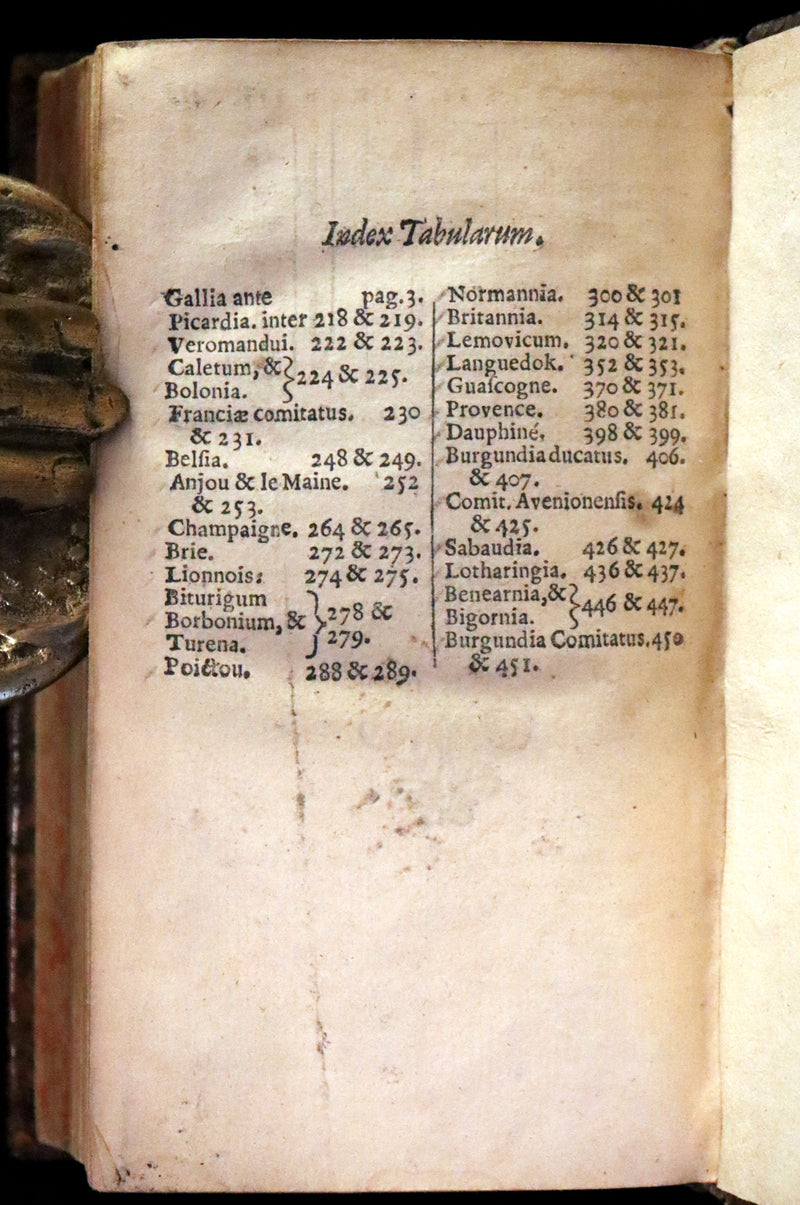 Index Tabularum.
Gallia ante pag.3.
Picardia. inter 218 & 219.
Veromandui. 222 & 223.
Caletum, &
Bolonia. } 224 & 225.
Franciæ comitatus. 230
& 231.
Belſia. 248 & 249.
Anjou & le Maine. 252
& 253.
Champaigne. 264 & 265.
Brie. 272 & 273.
Lionnois: 274 & 275.
Biturigum
Borbonium, & } 278 &
Turena. 279.
Poictou. 288 & 289.
Normannia. 300 & 301
Britannia. 314 & 315.
Lemovicum. 320 & 321.
Languedok. 352 & 353.
Guaſcogne. 370 & 371.
Provence. 380 & 381.
Dauphiné. 398 & 399.
Burgundia ducatus. 406.
& 407.
Comit. Avenionenſis. 424
& 425.
Sabaudia. 426 & 427.
Lotharingia. 436 & 437.
Benearnia, &
Bigornia. } 446 & 447.
Burgundia Comitatus. 450
& 451.